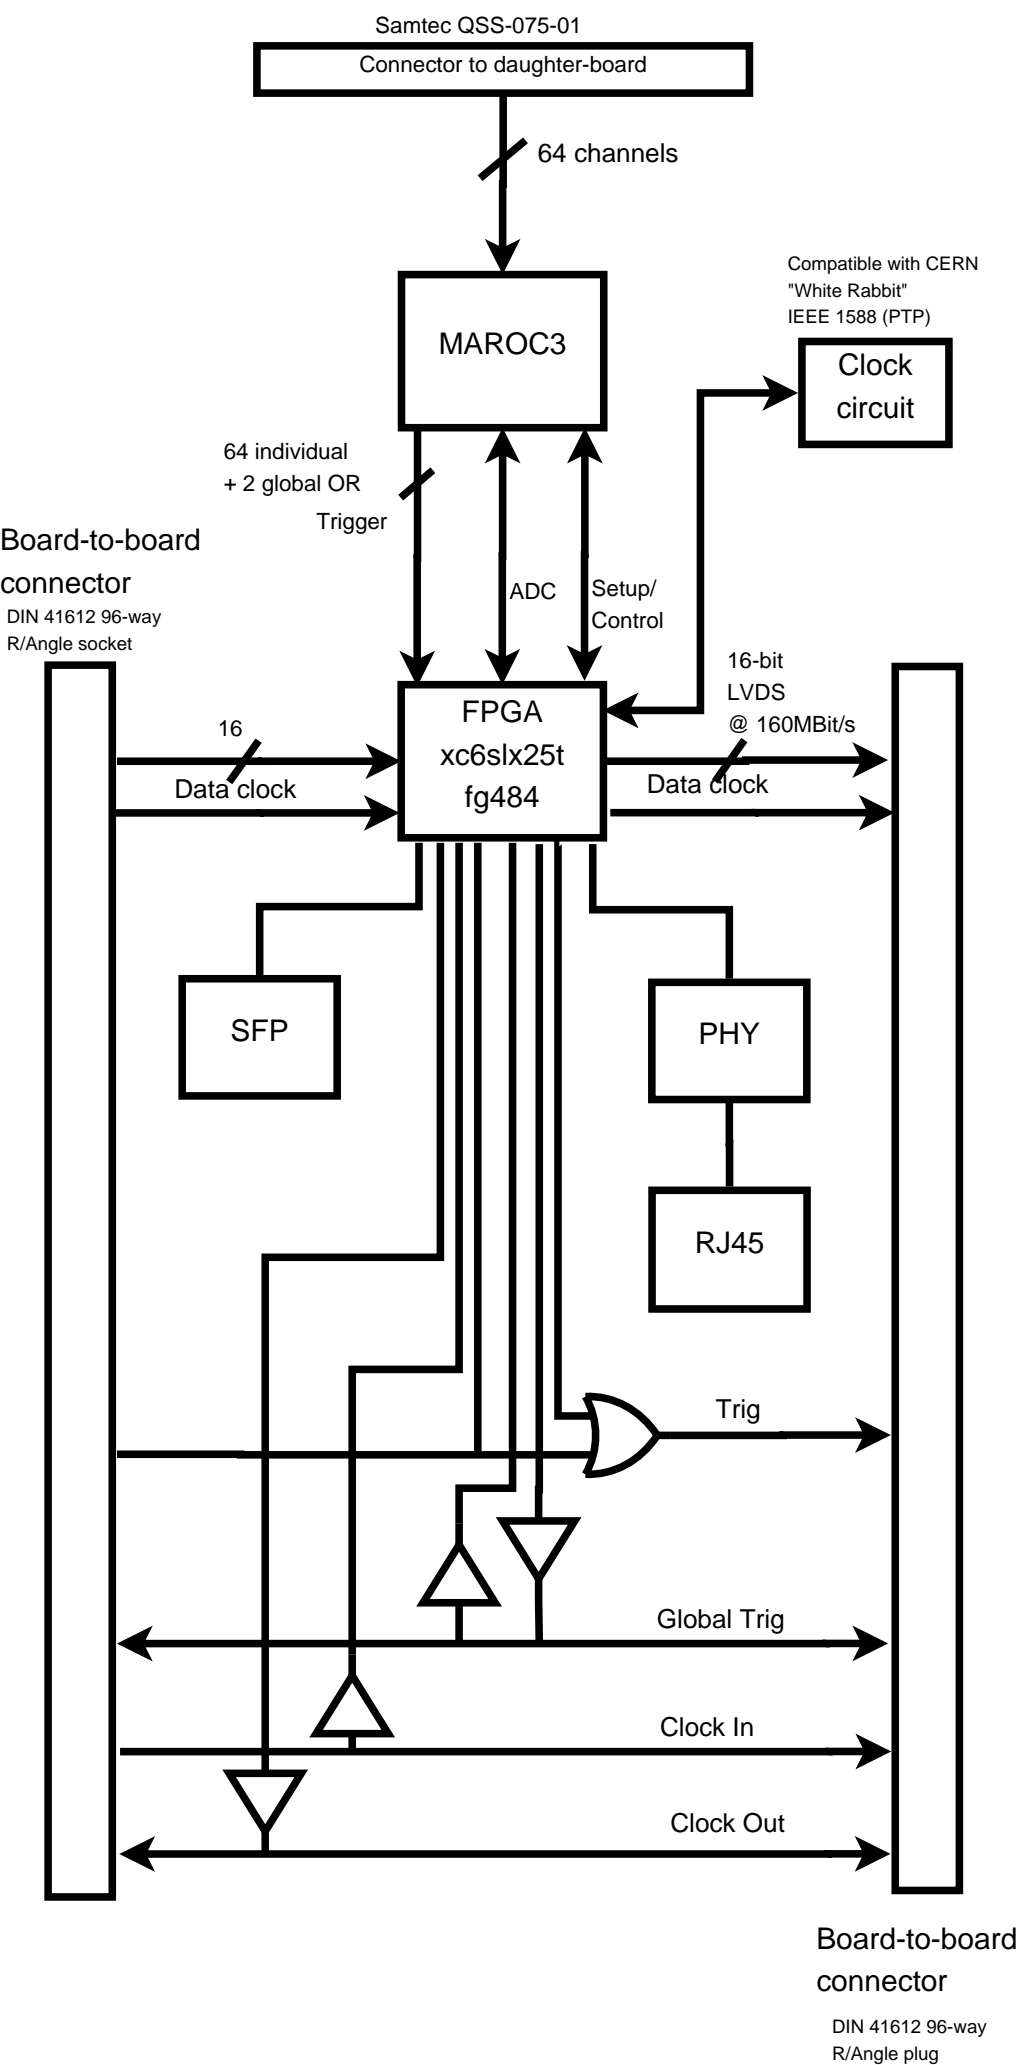 Samtec QSS-075-01
Connector to daughter-board
64 channels
Compatible with CERN
"White Rabbit"
IEEE 1588 (PTP)
MAROC3
Clock
circuit
64 individual
+ 2 global OR
Trigger
Board-to-board
connector
DIN 41612 96-way
R/Angle socket
ADC
Setup/
Control
16-bit
LVDS
@ 160MBit/s
FPGA
xc6slx25t
fg484
16
Data clock
Data clock
SFP
PHY
RJ45
Trig
Global Trig
Clock In
Clock Out
Board-to-board
connector
DIN 41612 96-way
R/Angle plug